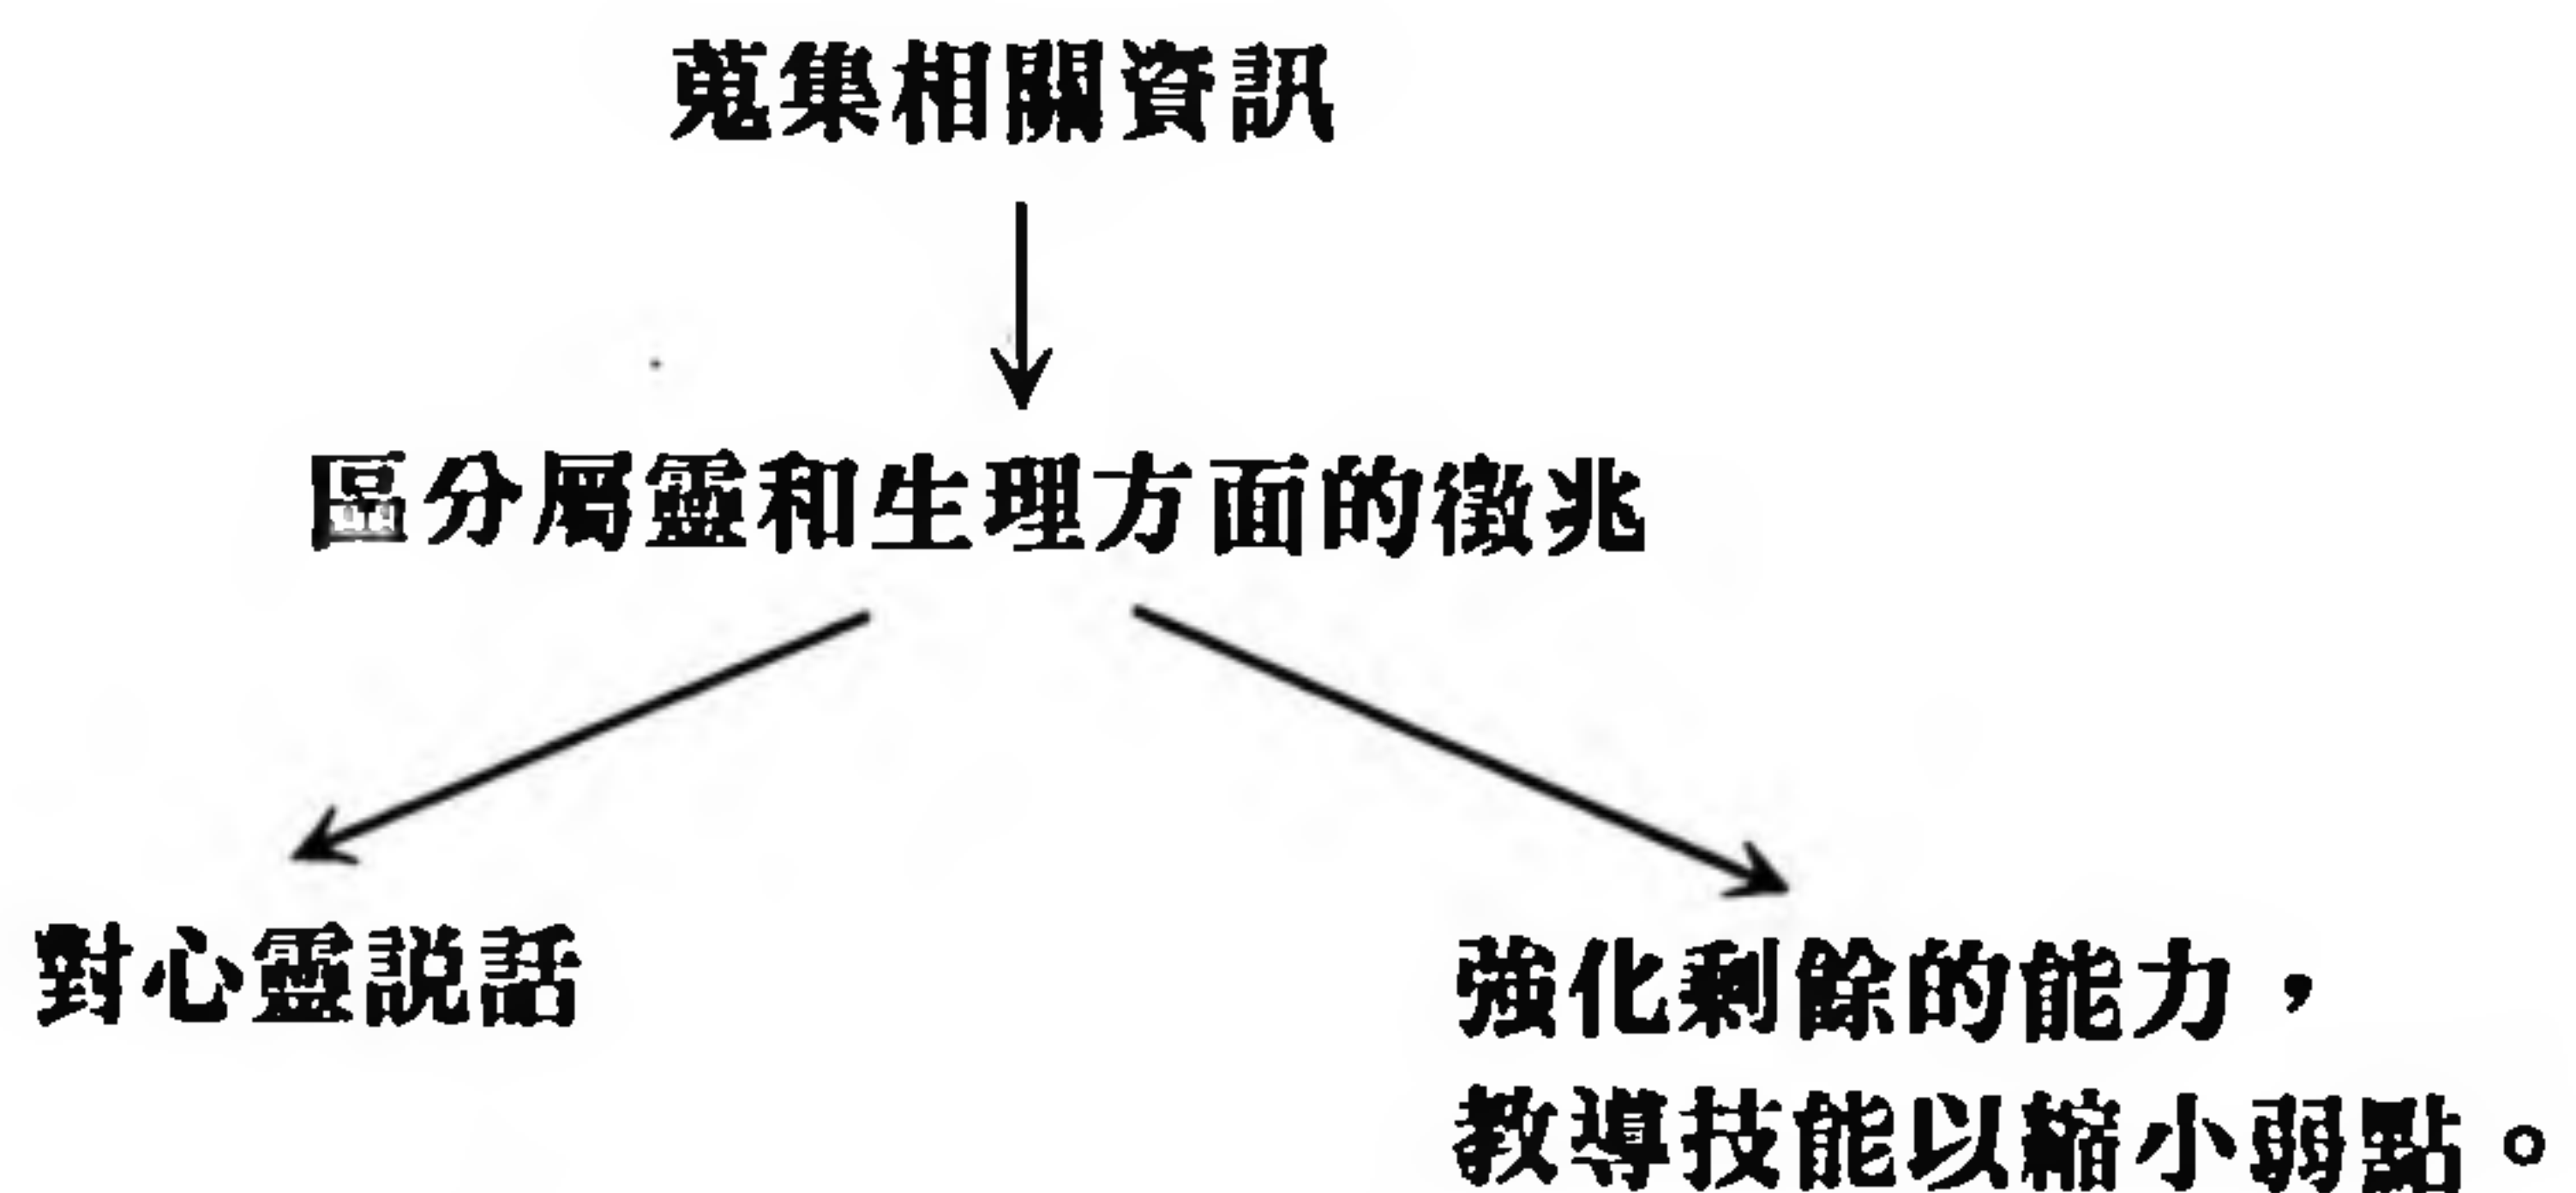 蒐集相關資訊
區分屬靈和生理方面的徵兆
對心靈説話
強化剩餘的能力，
教導技能以縮小弱點。